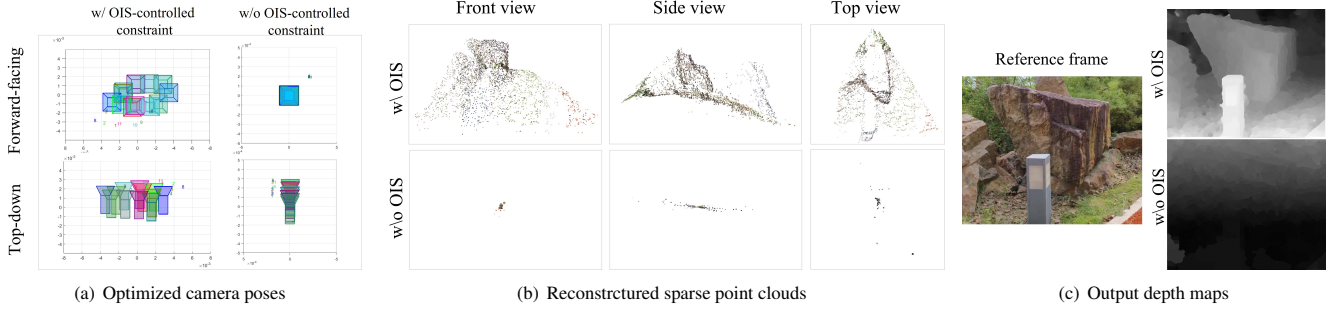 w/ OIS-controlled
constraint
w/o OIS-controlled
constraint
Forward-facing
Top-down
(a) Optimized camera poses
Front view
Side view
Top view
w\ OIS
w\o OIS
(b) Reconstrctured sparse point clouds
Reference frame
w\ OIS
w\o OIS
(c) Output depth maps